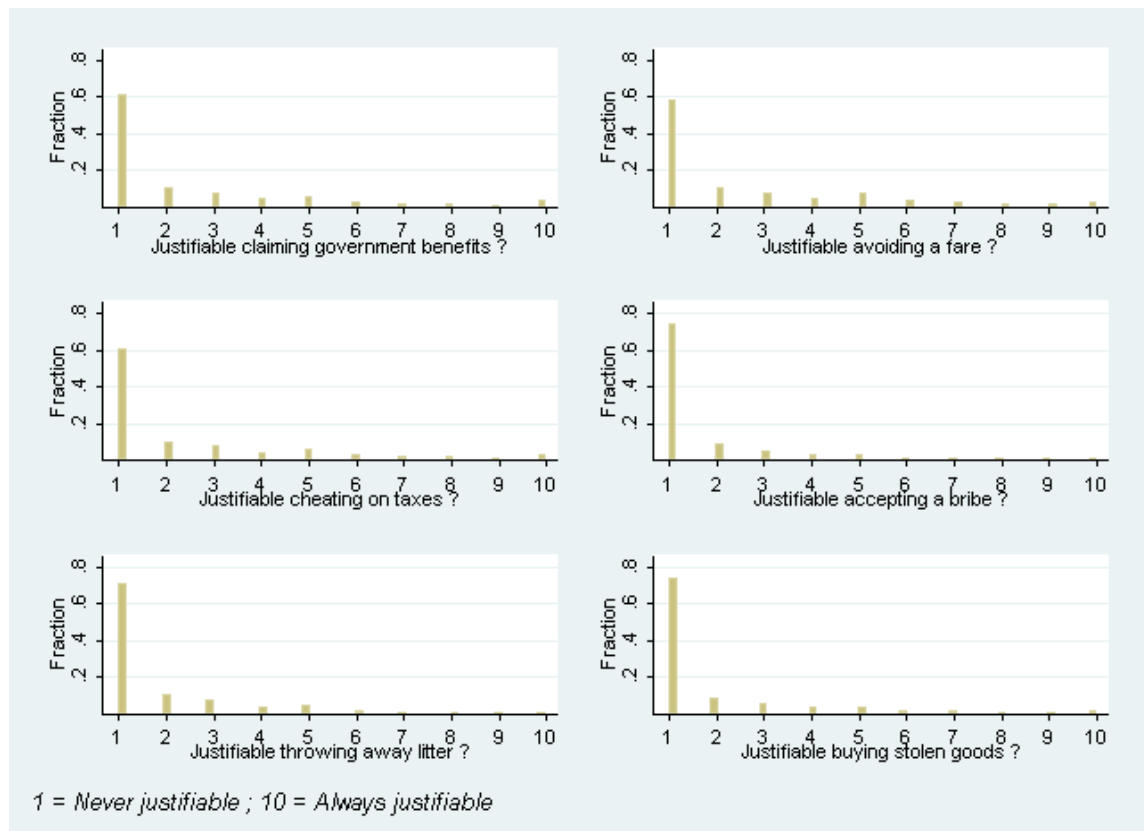 Fraction
.2 .4 .6 .8
1 2 3 4 5 6 7 8 9 10
Justifiable claiming government benefits ?
Fraction
.2 .4 .6 .8
1 2 3 4 5 6 7 8 9 10
Justifiable avoiding a fare ?
Fraction
.2 .4 .6 .8
1 2 3 4 5 6 7 8 9 10
Justifiable cheating on taxes ?
Fraction
.2 .4 .6 .8
1 2 3 4 5 6 7 8 9 10
Justifiable accepting a bribe ?
Fraction
.2 .4 .6 .8
1 2 3 4 5 6 7 8 9 10
Justifiable throwing away litter ?
Fraction
.2 .4 .6 .8
1 2 3 4 5 6 7 8 9 10
Justifiable buying stolen goods ?
1 = Never justifiable ; 10 = Always justifiable